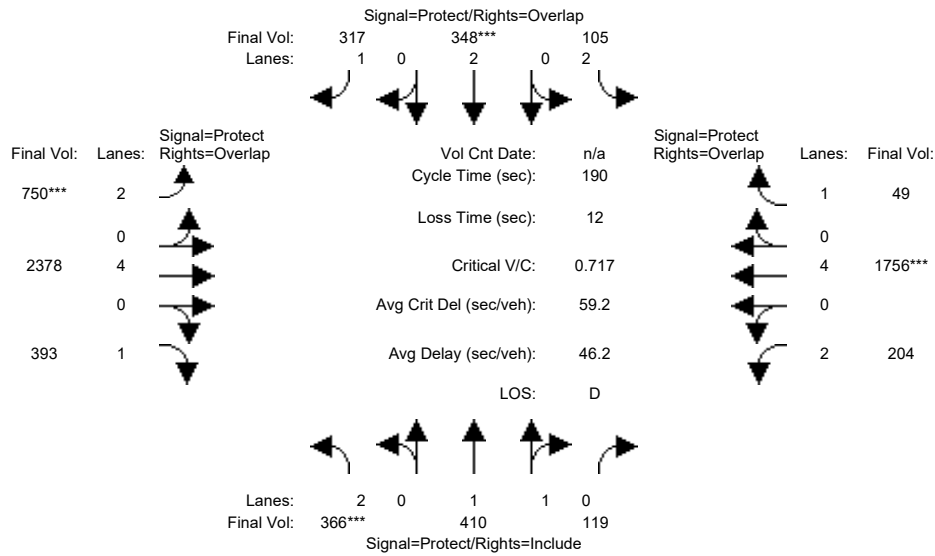 Signal=Protect/Rights=Overlap
Final Vol: 317 348*** 105
Lanes: 1 0 2 0 2
Signal=Protect
Final Vol: Lanes: Rights=Overlap
Vol Cnt Date: n/a
Signal=Protect
Rights=Overlap Lanes: Final Vol:
Cycle Time (sec): 190
750*** 2
1 49
Loss Time (sec): 12
0
0
2378 4
Critical V/C: 0.717
4 1756***
0
Avg Crit Del (sec/veh): 59.2
0
393 1
Avg Delay (sec/veh): 46.2
2 204
LOS: D
Lanes: 2 0 1 1 0
Final Vol: 366*** 410 119
Signal=Protect/Rights=Include